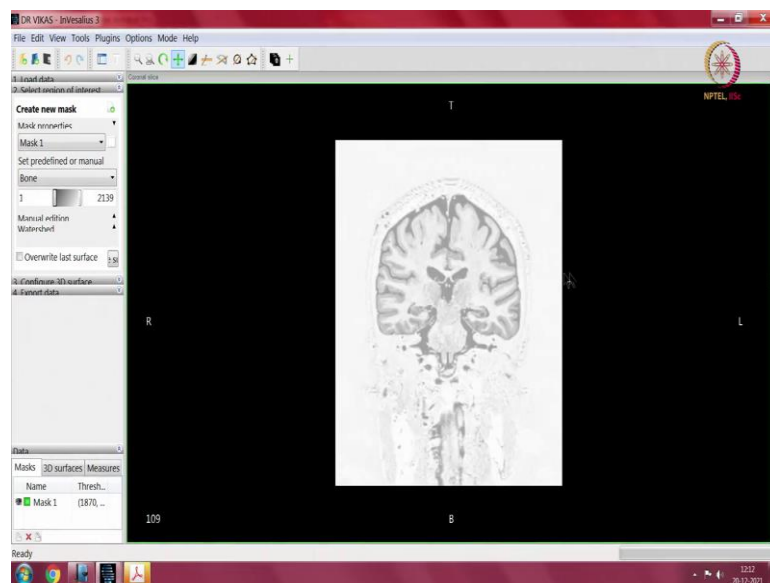 DR VIKAS - InVesalius 3
File Edit View Tools Plugins Options Mode Help
NPTEL, IISc
1. Load data
2. Select region of interest
Coronal slice
Create new mask
Mask properties
Mask 1
Set predefined or manual
Bone
1 2139
Manual edition
Watershed
Overwrite last surface
3. Configure 3D surface
4. Export data
T
R
L
109
B
Data
Masks 3D surfaces Measures
Name Thresh...
Mask 1 (1870, ...
Ready
12:12
20-12-2021